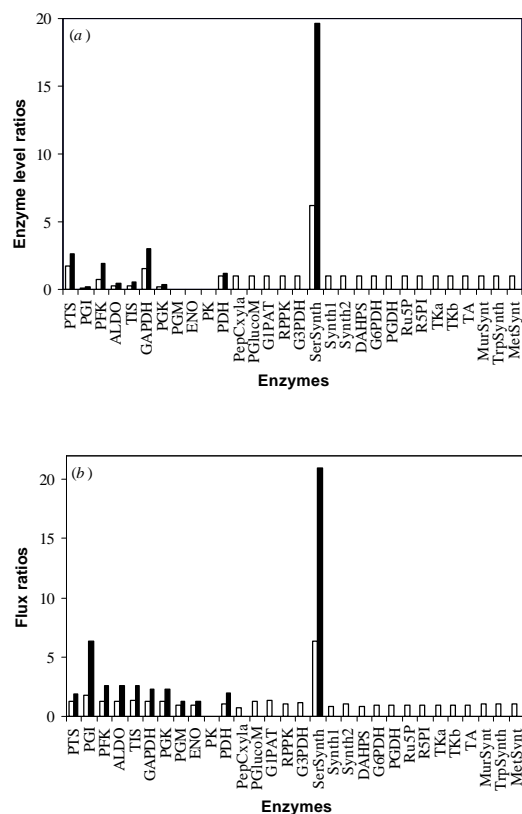 (a)
Enzyme level ratios
20
15
10
5
0
PTS
PGI
PFK
ALDO
TIS
GAPDH
PGK
PGM
ENO
PK
PDH
PepCxyla
PGlucoM
G1PAT
RPPK
G3PDH
SerSynth
Synth1
Synth2
DAHPS
G6PDH
PGDH
Ru5P
R5PI
TKa
TKb
TA
MurSynt
TrpSynth
MetSynt
Enzymes
(b)
Flux ratios
20
15
10
5
0
PTS
PGI
PFK
ALDO
TIS
GAPDH
PGK
PGM
ENO
PK
PDH
PepCxyla
PGlucoM
G1PAT
RPPK
G3PDH
SerSynth
Synth1
Synth2
DAHPS
G6PDH
PGDH
Ru5P
R5PI
TKa
TKb
TA
MurSynt
TrpSynth
MetSynt
Enzymes